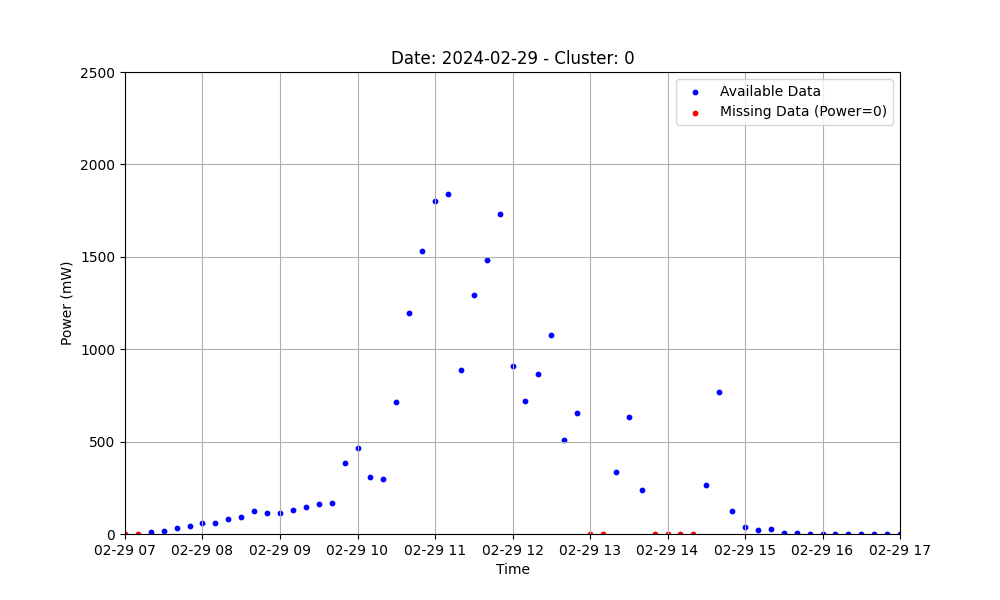 Date: 2024-02-29 - Cluster: 0
Available Data
Missing Data (Power=0)
Power (mW)
2500
2000
1500
1000
500
0
02-29 07 02-29 08 02-29 09 02-29 10 02-29 11 02-29 12 02-29 13 02-29 14 02-29 15 02-29 16 02-29 17
Time